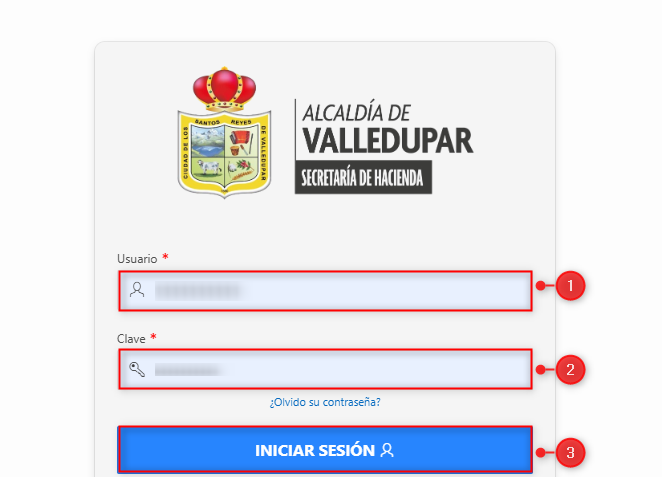 ALCALDÍA DE
VALLEDUPAR
SECRETARÍA DE HACIENDA
SANTOS REYES
CIUDAD DE LOS
DE VALLEDUPAR
Usuario *
1
Clave *
2
¿Olvido su contraseña?
INICIAR SESIÓN
3